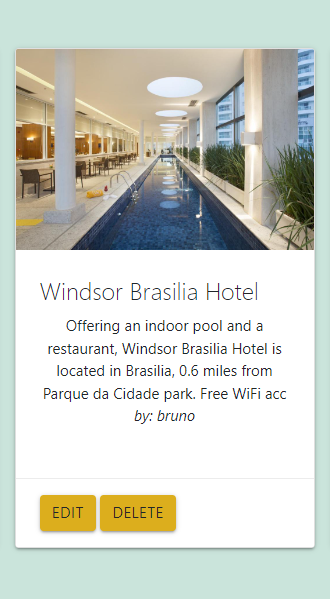 Windsor Brasilia Hotel
Offering an indoor pool and a
restaurant, Windsor Brasilia Hotel is
located in Brasilia, 0.6 miles from
Parque da Cidade park. Free WiFi acc
by: bruno
EDIT DELETE